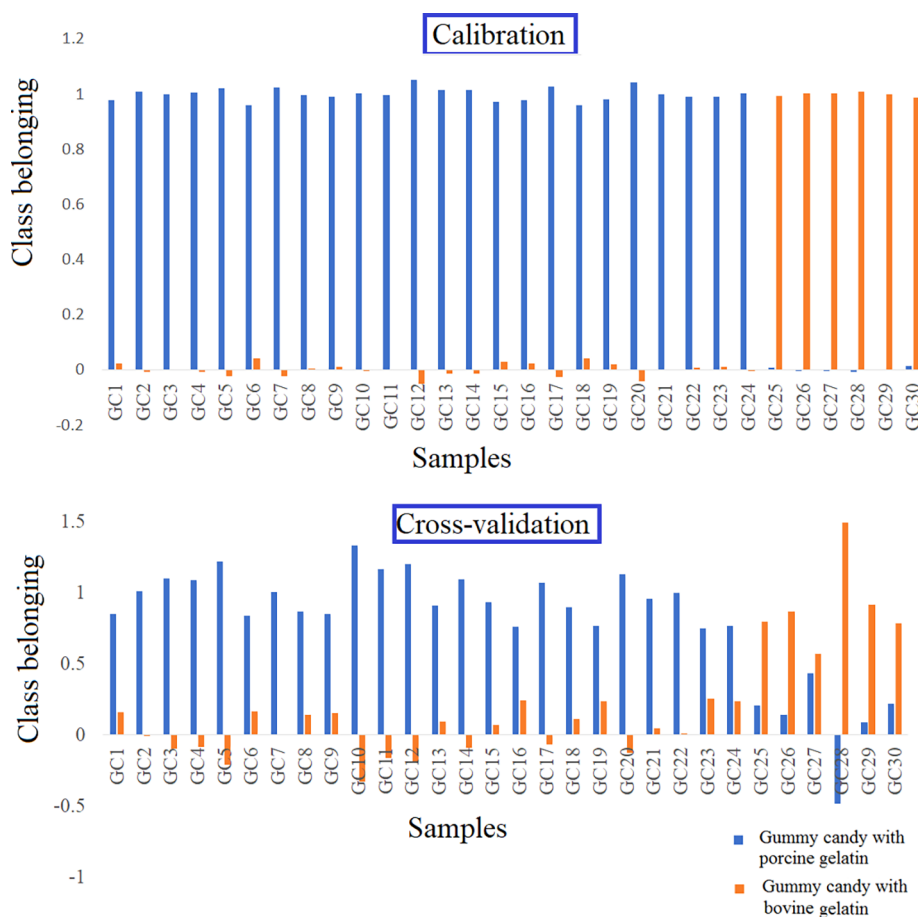 Calibration
Class belonging
1.2
1
0.8
0.6
0.4
0.2
0
-0.2
GC1 GC2 GC3 GC4 GC5 GC6 GC7 GC8 GC9 GC10 GC11 GC12 GC13 GC14 GC15 GC16 GC17 GC18 GC19 GC20 GC21 GC22 GC23 GC24 GC25 GC26 GC27 GC28 GC29 GC30
Samples
Cross-validation
Class belonging
1.5
1
0.5
0
-0.5
-1
GC1 GC2 GC3 GC4 GC5 GC6 GC7 GC8 GC9 GC10 GC11 GC12 GC13 GC14 GC15 GC16 GC17 GC18 GC19 GC20 GC21 GC22 GC23 GC24 GC25 GC26 GC27 GC28 GC29 GC30
Samples
Gummy candy with
porcine gelatin
Gummy candy with
bovine gelatin